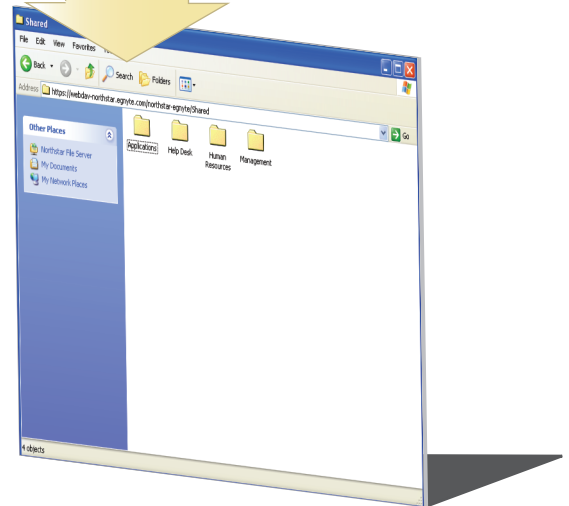 Shared
File Edit View Favorites
Back Search Folders
Address https://webdav-northstar.egnyte.com/northstar-egnyte/Shared Go
Other Places
Northstar File Server
My Documents
My Network Places
Applications Help Desk Human Resources Management
4 objects